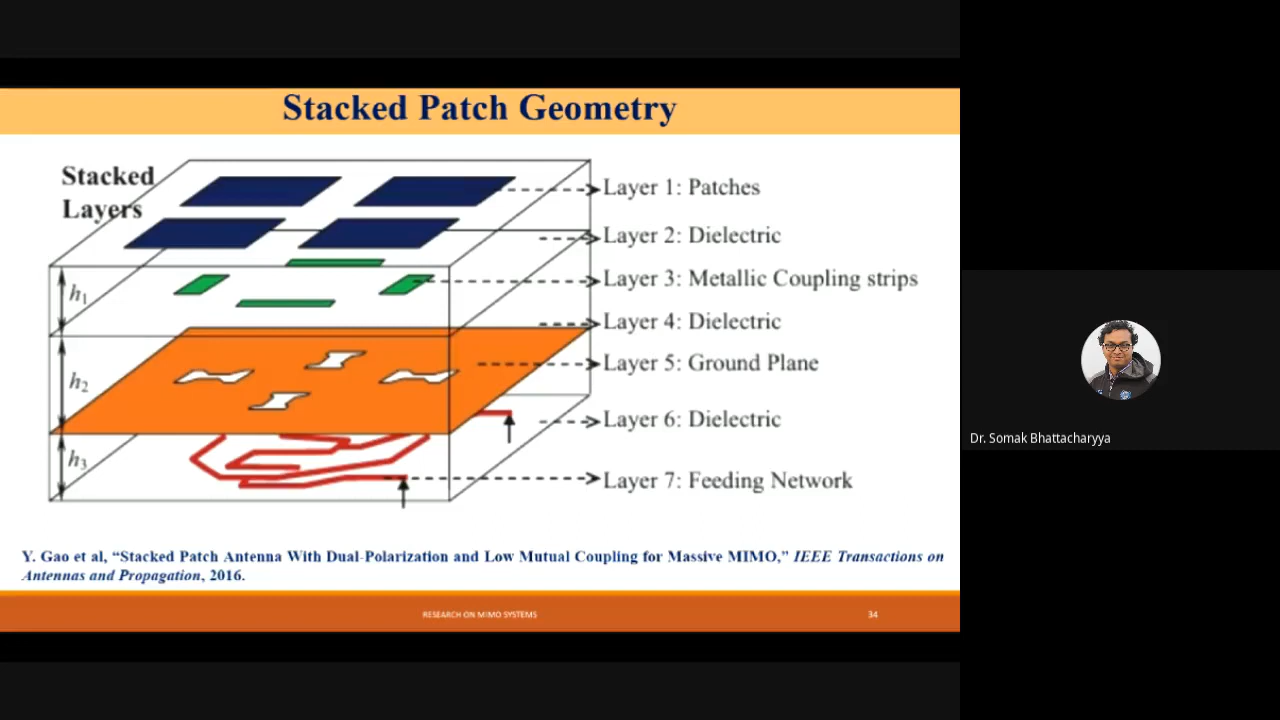 Stacked Patch Geometry
Stacked
Layers
Layer 1: Patches
Layer 2: Dielectric
Layer 3: Metallic Coupling strips
Layer 4: Dielectric
Layer 5: Ground Plane
Layer 6: Dielectric
Layer 7: Feeding Network
h1
h2
h3
Y. Gao et al, “Stacked Patch Antenna With Dual-Polarization and Low Mutual Coupling for Massive MIMO,” IEEE Transactions on
Antennas and Propagation, 2016.
RESEARCH ON MIMO SYSTEMS
34
Dr. Somak Bhattacharyya